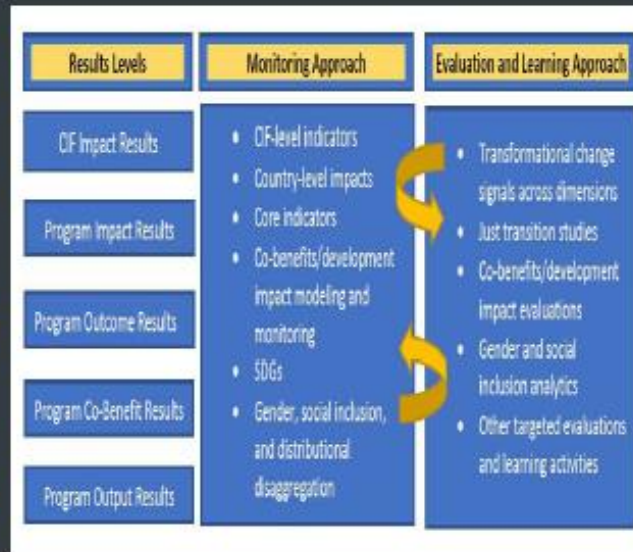 Results Levels
Monitoring Approach
Evaluation and Learning Approach
CIF Impact Results
Program Impact Results
Program Outcome Results
Program Co-Benefit Results
Program Output Results
• CIF-level indicators
• Country-level impacts
• Core indicators
• Co-benefits/development
impact modeling and
monitoring
• SDGs
• Gender, social inclusion,
and distributional
disaggregation
• Transformational change
signals across dimensions
• Just transition studies
• Co-benefits/development
impact evaluations
• Gender and social
inclusion analytics
• Other targeted evaluations
and learning activities